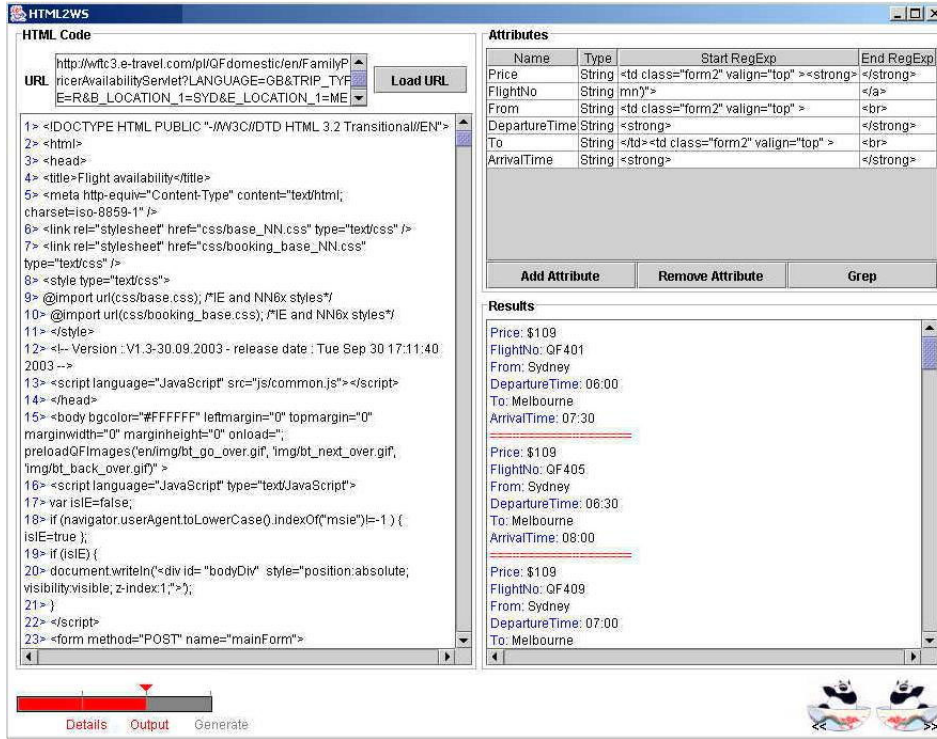 HTML2WS
HTML Code
URL
http://wftc3.e-travel.com/pl/QFdomestic/en/FamilyP
ricerAvailabilityServlet?LANGUAGE=GB&TRIP_TYP
E=R&B_LOCATION_1=SYD&E_LOCATION_1=ME
Load URL
1> <!DOCTYPE HTML PUBLIC "-//W3C//DTD HTML 3.2 Transitional//EN">
2> <html>
3> <head>
4> <title>Flight availability</title>
5> <meta http-equiv="Content-Type" content="text/html;
charset=iso-8859-1" />
6> <link rel="stylesheet" href="css/base_NN.css" type="text/css" />
7> <link rel="stylesheet" href="css/booking_base_NN.css"
type="text/css" />
8> <style type="text/css">
9> @import url(css/base.css); /*IE and NN6x styles*/
10> @import url(css/booking_base.css); /*IE and NN6x styles*/
11> </style>
12> <!-- Version : V1.3-30.09.2003 - release date : Tue Sep 30 17:11:40
2003 -->
13> <script language="JavaScript" src="js/common.js"></script>
14> </head>
15> <body bgcolor="#FFFFFF" leftmargin="0" topmargin="0"
marginwidth="0" marginheight="0" onload=";
preloadQFImages('en/img/bt_go_over.gif', 'img/bt_next_over.gif',
'img/bt_back_over.gif')" >
16> <script language="JavaScript" type="text/JavaScript">
17> var isIE=false;
18> if (navigator.userAgent.toLowerCase().indexOf("msie")!=-1 ) {
isIE=true };
19> if (isIE) {
20> document.writeln('<div id= "bodyDiv"  style="position:absolute;
visibility:visible; z-index:1;">');
21> }
22> </script>
23> <form method="POST" name="mainForm">
Attributes
Name Type Start RegExp End RegExp
Price String <td class="form2" valign="top" ><strong> </strong>
FlightNo String mn')"> </a>
From String <td class="form2" valign="top" > <br>
DepartureTime String <strong> </strong>
To String </td><td class="form2" valign="top" > <br>
ArrivalTime String <strong> </strong>
Add Attribute Remove Attribute Grep
Results
Price: $109
FlightNo: QF401
From: Sydney
DepartureTime: 06:00
To: Melbourne
ArrivalTime: 07:30
Price: $109
FlightNo: QF405
From: Sydney
DepartureTime: 06:30
To: Melbourne
ArrivalTime: 08:00
Price: $109
FlightNo: QF409
From: Sydney
DepartureTime: 07:00
To: Melbourne
Details Output Generate
<< >>